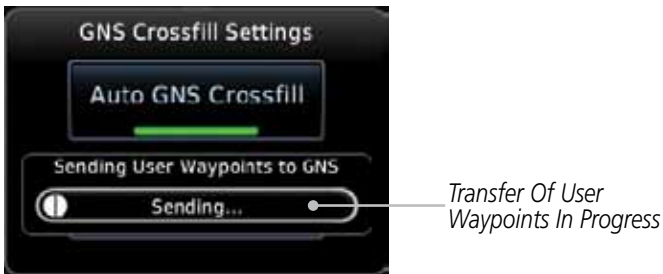 GNS Crossfill Settings
Auto GNS Crossfill
Sending User Waypoints to GNS
Sending...
Transfer Of User
Waypoints In Progress